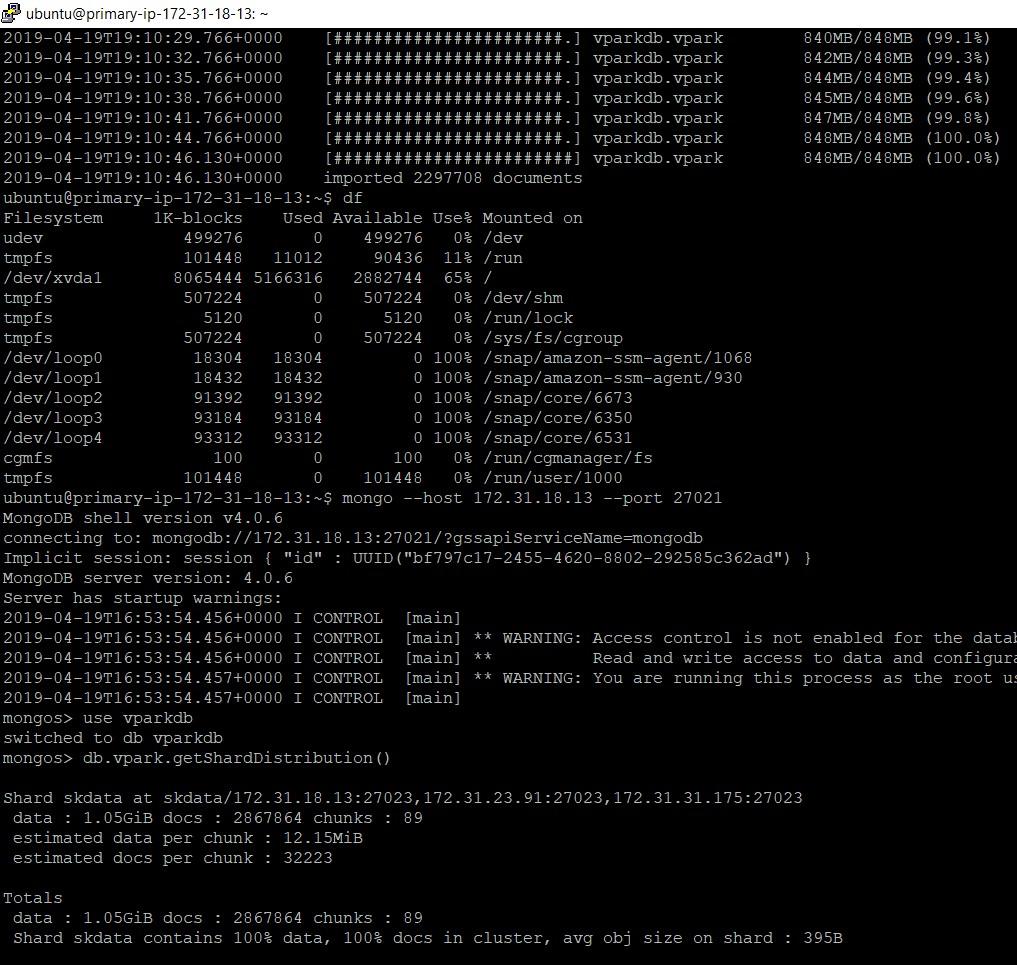 ubuntu@primary-ip-172-31-18-13: ~
2019-04-19T19:10:29.766+0000 [#######################.] vparkdb.vpark 840MB/848MB (99.1%)
2019-04-19T19:10:32.766+0000 [#######################.] vparkdb.vpark 842MB/848MB (99.3%)
2019-04-19T19:10:35.766+0000 [#######################.] vparkdb.vpark 844MB/848MB (99.4%)
2019-04-19T19:10:38.766+0000 [#######################.] vparkdb.vpark 845MB/848MB (99.6%)
2019-04-19T19:10:41.766+0000 [#######################.] vparkdb.vpark 847MB/848MB (99.8%)
2019-04-19T19:10:44.766+0000 [#######################.] vparkdb.vpark 848MB/848MB (100.0%)
2019-04-19T19:10:46.130+0000 [########################] vparkdb.vpark 848MB/848MB (100.0%)
2019-04-19T19:10:46.130+0000 imported 2297708 documents
ubuntu@primary-ip-172-31-18-13:~$ df
Filesystem 1K-blocks Used Available Use% Mounted on
udev 499276 0 499276 0% /dev
tmpfs 101448 11012 90436 11% /run
/dev/xvda1 8065444 5166316 2882744 65% /
tmpfs 507224 0 507224 0% /dev/shm
tmpfs 5120 0 5120 0% /run/lock
tmpfs 507224 0 507224 0% /sys/fs/cgroup
/dev/loop0 18304 18304 0 100% /snap/amazon-ssm-agent/1068
/dev/loop1 18432 18432 0 100% /snap/amazon-ssm-agent/930
/dev/loop2 91392 91392 0 100% /snap/core/6673
/dev/loop3 93184 93184 0 100% /snap/core/6350
/dev/loop4 93312 93312 0 100% /snap/core/6531
cgmfs 100 0 100 0% /run/cgmanager/fs
tmpfs 101448 0 101448 0% /run/user/1000
ubuntu@primary-ip-172-31-18-13:~$ mongo --host 172.31.18.13 --port 27021
MongoDB shell version v4.0.6
connecting to: mongodb://172.31.18.13:27021/?gssapiServiceName=mongodb
Implicit session: session { "id" : UUID("bf797c17-2455-4620-8802-292585c362ad") }
MongoDB server version: 4.0.6
Server has startup warnings:
2019-04-19T16:53:54.456+0000 I CONTROL [main]
2019-04-19T16:53:54.456+0000 I CONTROL [main] ** WARNING: Access control is not enabled for the datab
2019-04-19T16:53:54.456+0000 I CONTROL [main] ** Read and write access to data and configura
2019-04-19T16:53:54.457+0000 I CONTROL [main] ** WARNING: You are running this process as the root us
2019-04-19T16:53:54.457+0000 I CONTROL [main]
mongos> use vparkdb
switched to db vparkdb
mongos> db.vpark.getShardDistribution()
Shard skdata at skdata/172.31.18.13:27023,172.31.23.91:27023,172.31.31.175:27023
data : 1.05GiB docs : 2867864 chunks : 89
estimated data per chunk : 12.15MiB
estimated docs per chunk : 32223
Totals
data : 1.05GiB docs : 2867864 chunks : 89
Shard skdata contains 100% data, 100% docs in cluster, avg obj size on shard : 395B